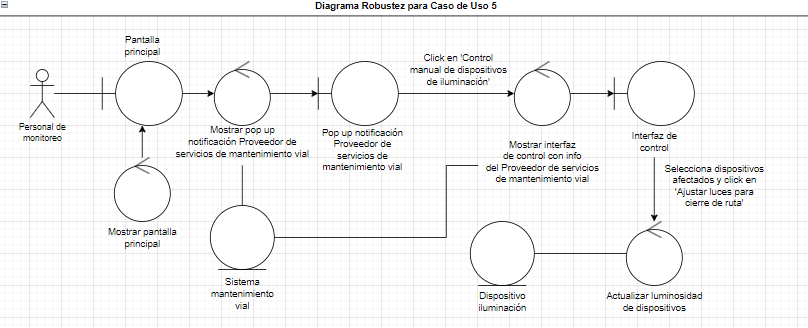 Diagrama Robustez para Caso de Uso 5
Pantalla
principal
Click en 'Control
manual de dispositivos
de iluminación'
Personal de
monitoreo
Mostrar pop up
notificación Proveedor de
servicios de mantenimiento vial
Pop up notificación
Proveedor de
servicios de
mantenimiento vial
Mostrar interfaz
de control con info
del Proveedor de servicios
de mantenimiento vial
Interfaz de
control
Selecciona dispositivos
afectados y click en
'Ajustar luces para
cierre de ruta'
Mostrar pantalla
principal
Sistema
mantenimiento
vial
Dispositivo
iluminación
Actualizar luminosidad
de dispositivos